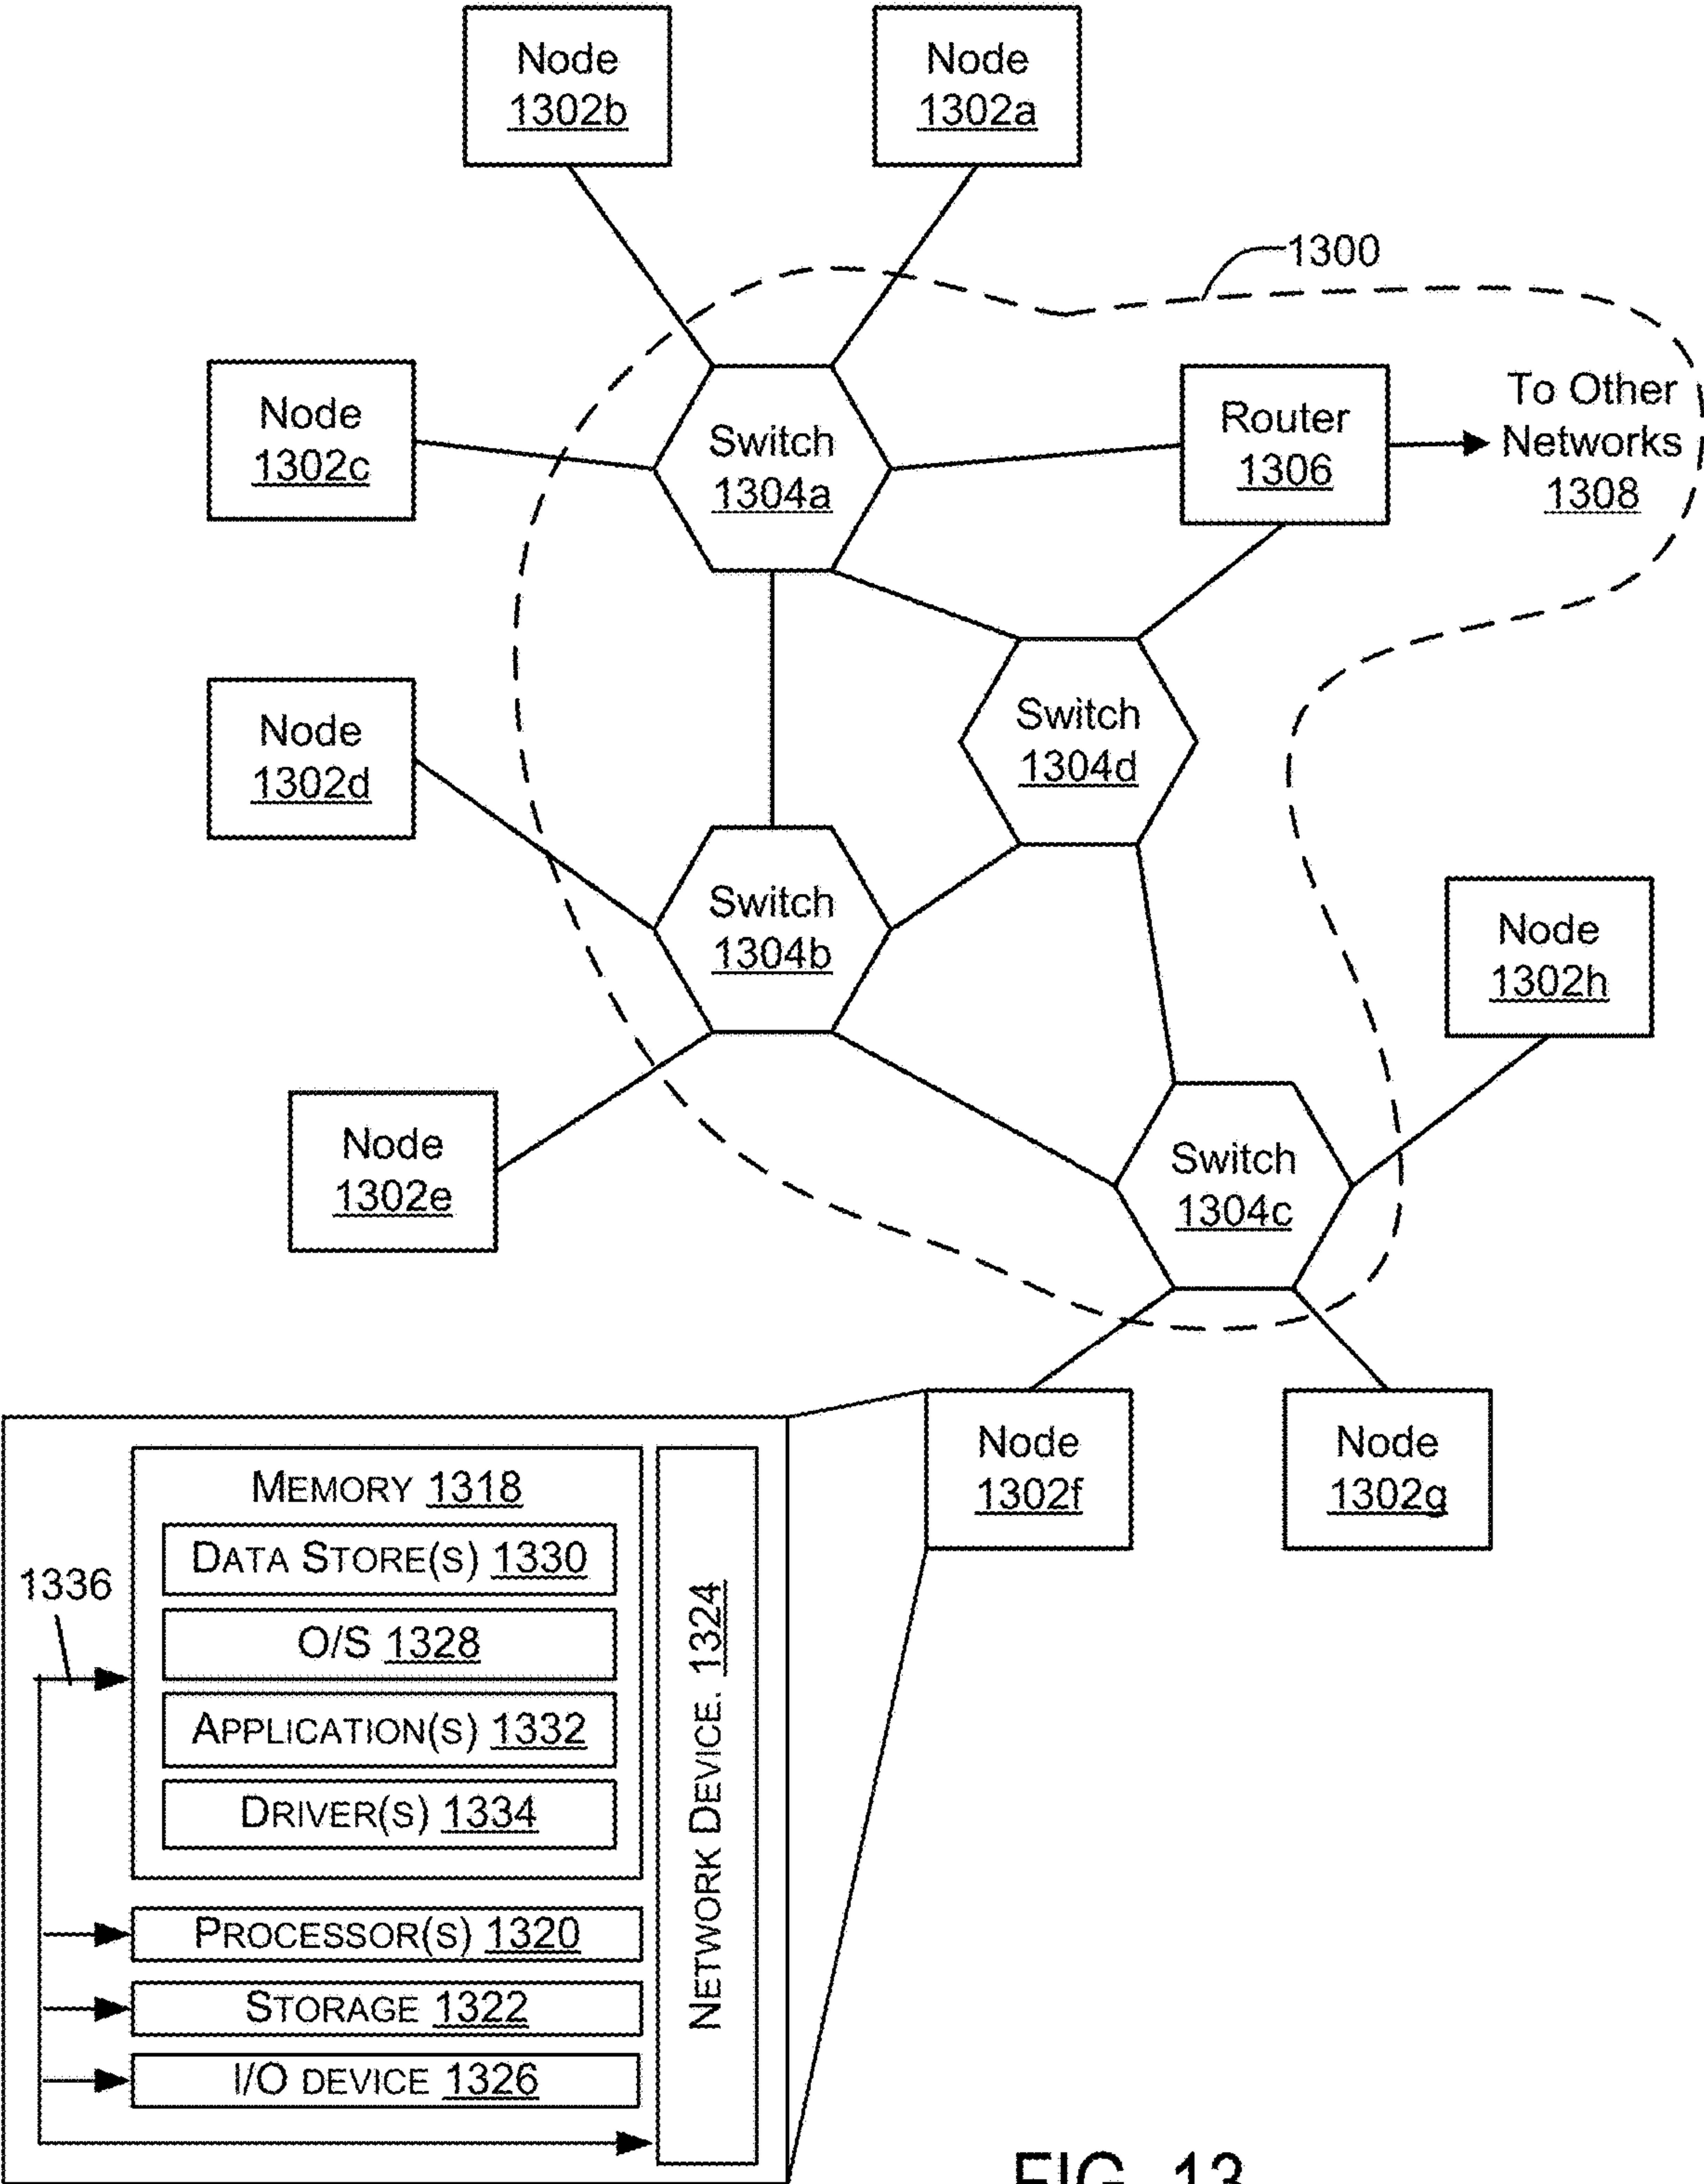 Node
1302b
Node
1302a
1300
Node
1302c
Switch
1304a
Router
1306
To Other
Networks
1308
Node
1302d
Switch
1304d
Switch
1304b
Node
1302h
Node
1302e
Switch
1304c
Node
1302f
Node
1302g
MEMORY 1318
DATA STORE(S) 1330
1336
O/S 1328
APPLICATION(S) 1332
DRIVER(S) 1334
NETWORK DEVICE. 1324
PROCESSOR(S) 1320
STORAGE 1322
I/O DEVICE 1326
FIG. 13